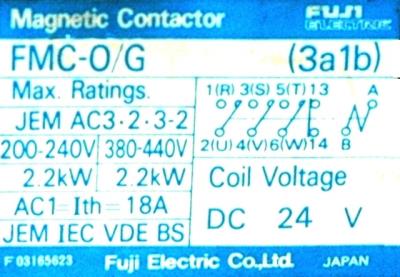 Magnetic Contactor FUJI ELECTRIC
FMC-0/G (3a1b)
Max. Ratings.
JEM AC3·2·3-2
200-240V 380-440V
2.2kW 2.2kW
AC1=Ith=18A
JEM IEC VDE BS
1(R) 3(S) 5(T) 13 A
2(U) 4(V) 6(W) 14 B
Coil Voltage
DC 24 V
F03165623 Fuji Electric Co.,Ltd. JAPAN